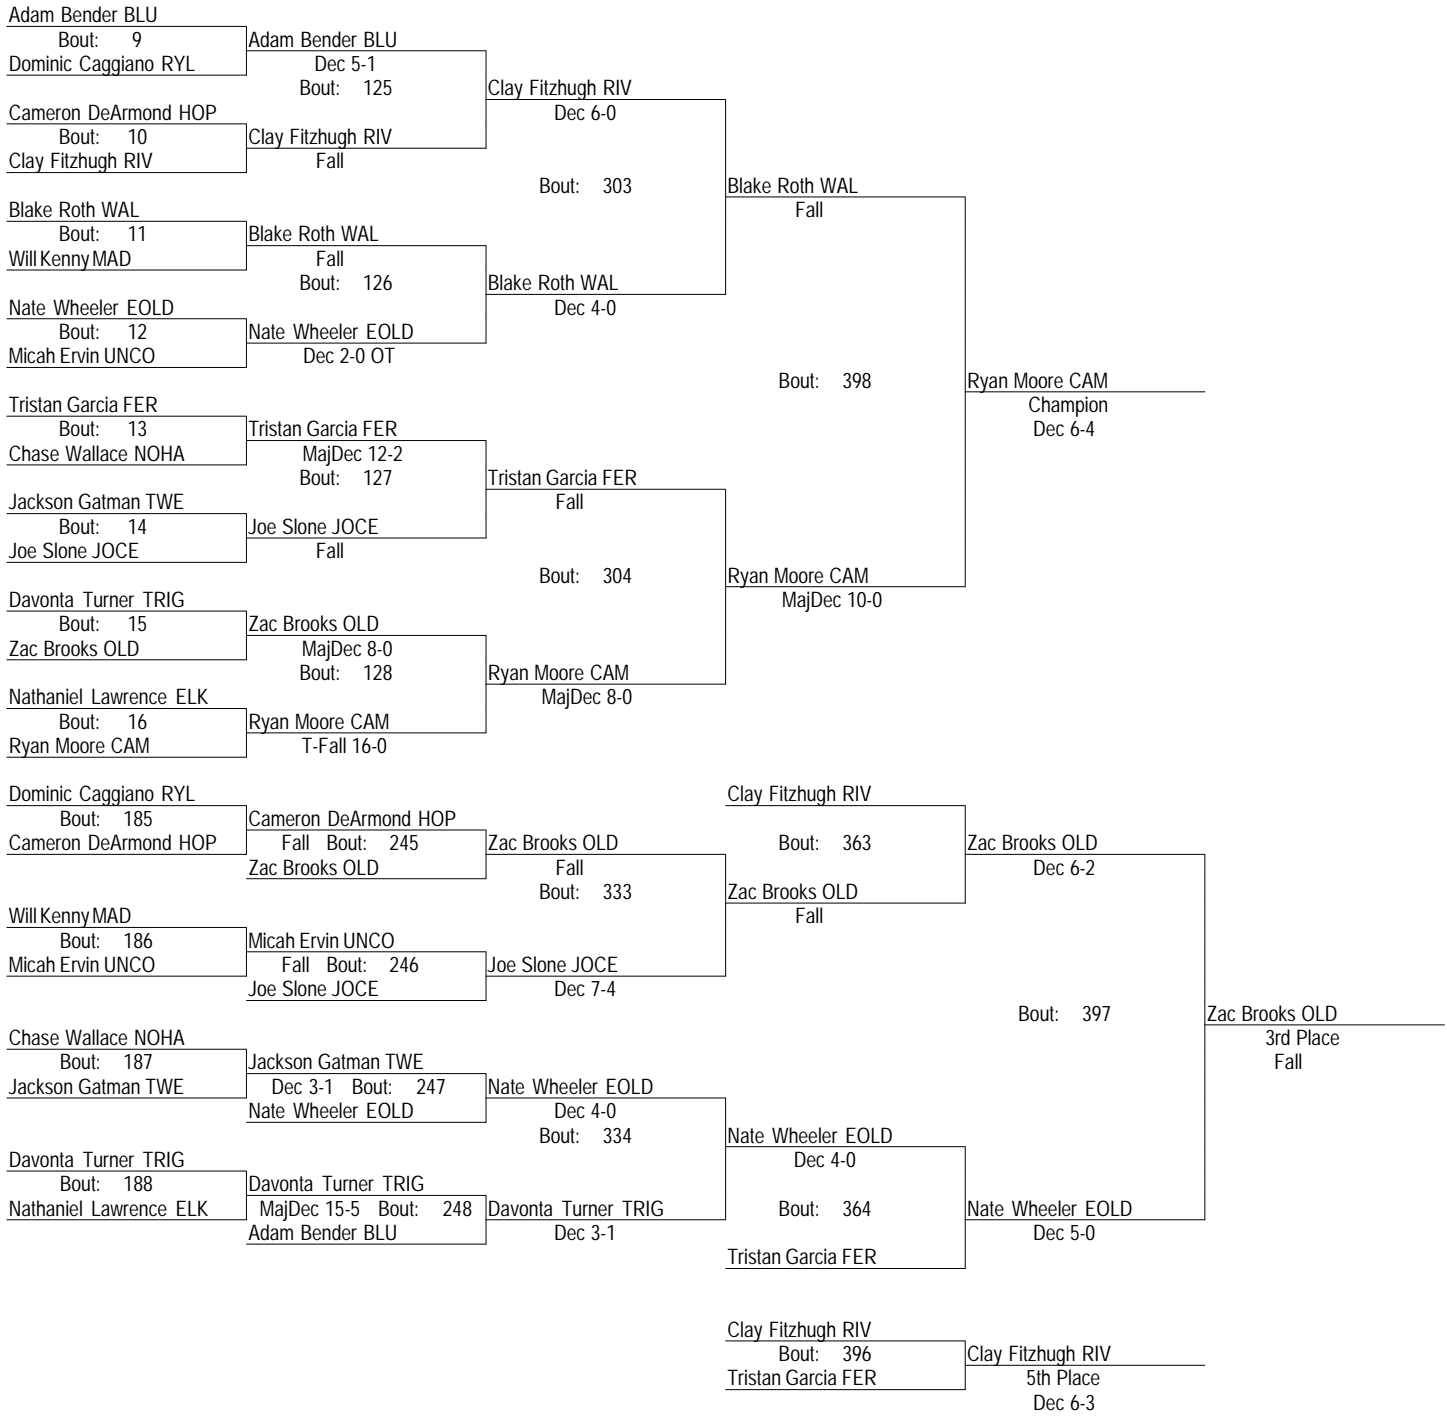 Adam Bender BLU
Bout: 9
Adam Bender BLU
Dominic Caggiano RYL
Dec 5-1
Bout: 125
Clay Fitzhugh RIV
Cameron DeArmond HOP
Dec 6-0
Bout: 10
Clay Fitzhugh RIV
Clay Fitzhugh RIV
Fall
Bout: 303
Blake Roth WAL
Blake Roth WAL
Fall
Bout: 11
Blake Roth WAL
Will Kenny MAD
Fall
Bout: 126
Blake Roth WAL
Nate Wheeler EOLD
Dec 4-0
Bout: 12
Nate Wheeler EOLD
Micah Ervin UNCO
Dec 2-0 OT
Bout: 398
Ryan Moore CAM
Tristan Garcia FER
Champion
Bout: 13
Tristan Garcia FER
Dec 6-4
Chase Wallace NOHA
MajDec 12-2
Bout: 127
Tristan Garcia FER
Jackson Gatman TWE
Fall
Bout: 14
Joe Slone JOCE
Joe Slone JOCE
Fall
Bout: 304
Ryan Moore CAM
Davonta Turner TRIG
MajDec 10-0
Bout: 15
Zac Brooks OLD
Zac Brooks OLD
MajDec 8-0
Bout: 128
Ryan Moore CAM
Nathaniel Lawrence ELK
MajDec 8-0
Bout: 16
Ryan Moore CAM
Ryan Moore CAM
T-Fall 16-0
Dominic Caggiano RYL
Clay Fitzhugh RIV
Bout: 185
Cameron DeArmond HOP
Cameron DeArmond HOP
Fall Bout: 245
Zac Brooks OLD
Bout: 363
Zac Brooks OLD
Zac Brooks OLD
Fall
Dec 6-2
Bout: 333
Zac Brooks OLD
Will Kenny MAD
Fall
Bout: 186
Micah Ervin UNCO
Micah Ervin UNCO
Fall Bout: 246
Joe Slone JOCE
Joe Slone JOCE
Dec 7-4
Bout: 397
Zac Brooks OLD
Chase Wallace NOHA
3rd Place
Bout: 187
Jackson Gatman TWE
Fall
Jackson Gatman TWE
Dec 3-1 Bout: 247
Nate Wheeler EOLD
Nate Wheeler EOLD
Dec 4-0
Bout: 334
Nate Wheeler EOLD
Davonta Turner TRIG
Dec 4-0
Bout: 188
Davonta Turner TRIG
Nathaniel Lawrence ELK
MajDec 15-5 Bout: 248
Davonta Turner TRIG
Bout: 364
Nate Wheeler EOLD
Adam Bender BLU
Dec 3-1
Dec 5-0
Tristan Garcia FER
Clay Fitzhugh RIV
Bout: 396
Clay Fitzhugh RIV
Tristan Garcia FER
5th Place
Dec 6-3